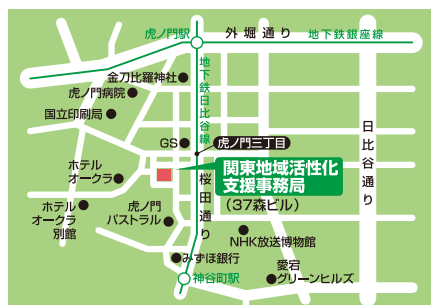 虎ノ門駅
外堀通り
地下鉄銀座線
金刀比羅神社
地下鉄日比谷線
虎ノ門病院
国立印刷局
GS
虎ノ門三丁目
日比谷通り
関東地域活性化
支援事務局
(37森ビル)
ホテル
オークラ
桜田通り
ホテル
オークラ
別館
虎ノ門
パストラル
NHK放送博物館
みずほ銀行
愛宕
グリーンヒルズ
神谷町駅